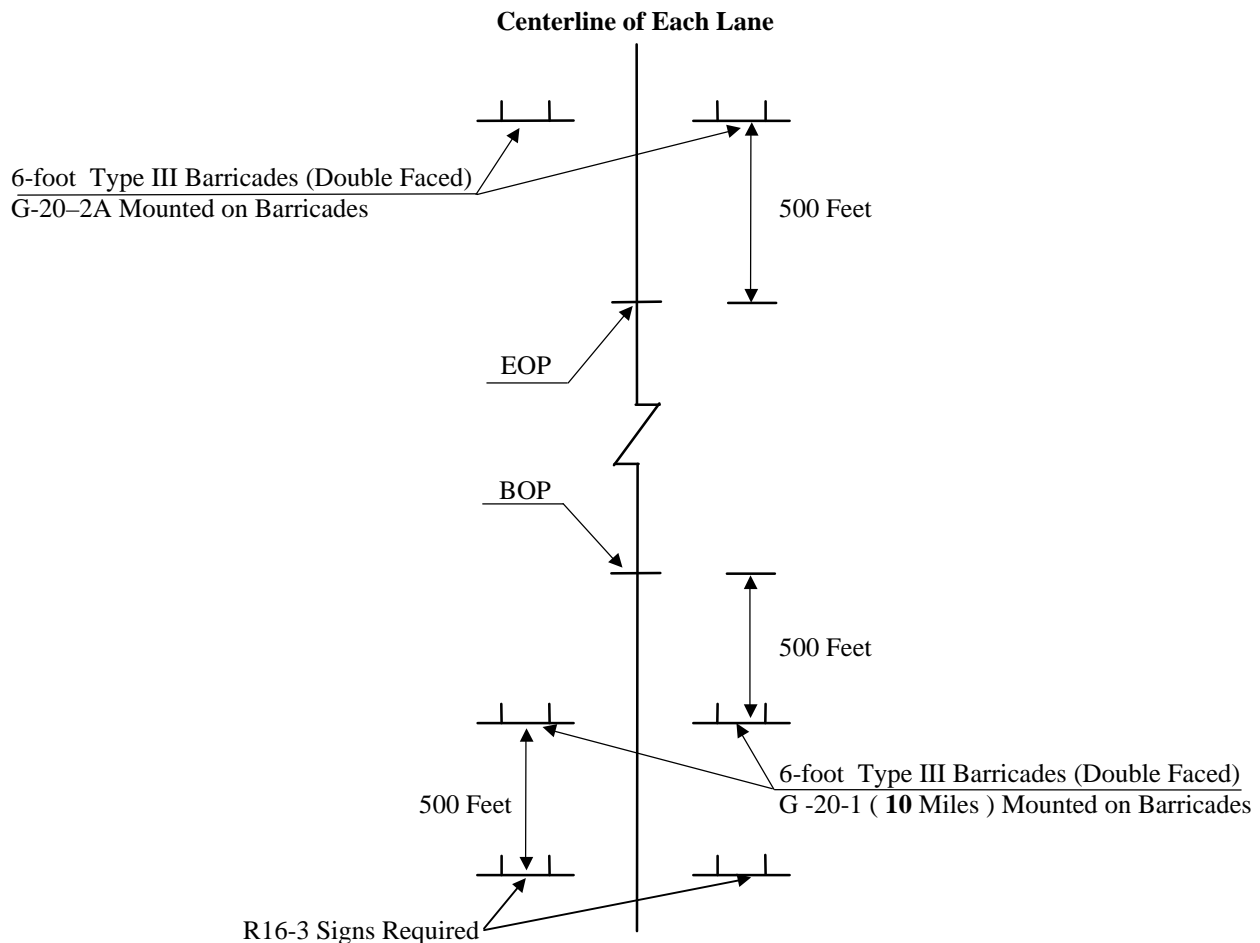 Centerline of Each Lane
6-foot Type III Barricades (Double Faced)
G-20–2A Mounted on Barricades
500 Feet
EOP
BOP
500 Feet
6-foot Type III Barricades (Double Faced)
G -20-1 ( 10 Miles ) Mounted on Barricades
500 Feet
R16-3 Signs Required